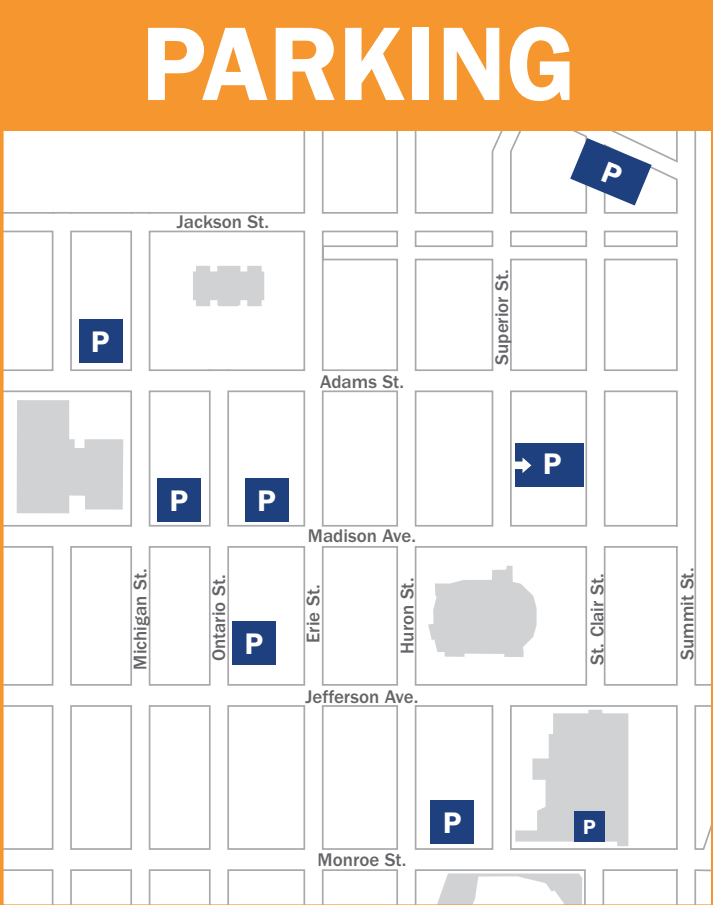 PARKING
P
Jackson St.
Superior St.
P
Adams St.
P
P
P
Madison Ave.
Michigan St.
Ontario St.
P
Erie St.
Huron St.
St. Clair St.
Summit St.
Jefferson Ave.
P
P
Monroe St.